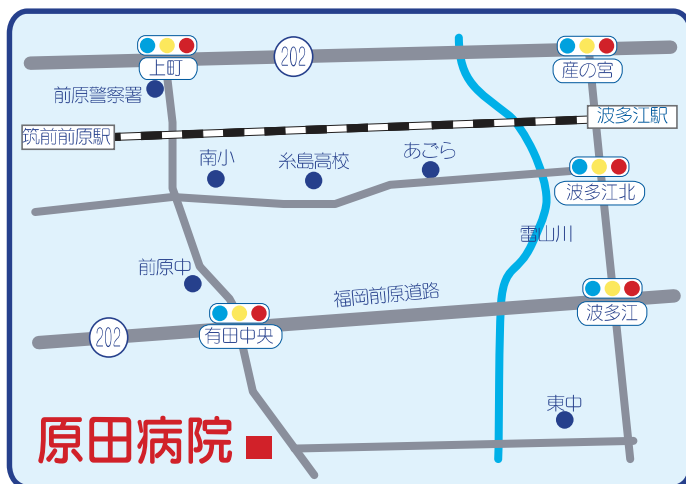 202
上町
産の宮
前原警察署
筑前前原駅
波多江駅
南小
糸島高校
あごら
波多江北
雷山川
前原中
福岡前原道路
波多江
202
有田中央
東中
原田病院